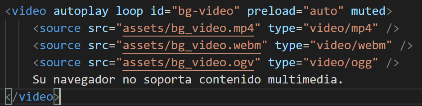 <video autoplay loop id="bg-video" preload="auto" muted>
<source src="assets/bg_video.mp4" type="video/mp4" />
<source src="assets/bg_video.webm" type="video/webm" />
<source src="assets/bg_video.ogv" type="video/ogg" />
Su navegador no soporta contenido multimedia.
</video>